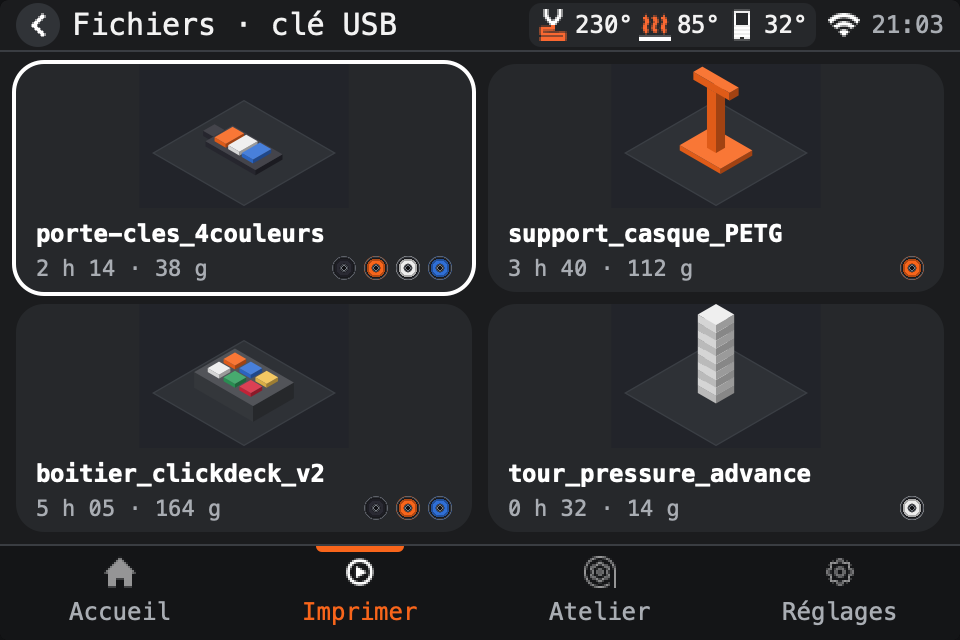 Fichiers · clé USB
230° 85° 32° 21:03
porte-cles_4couleurs
2 h 14 · 38 g
support_casque_PETG
3 h 40 · 112 g
boitier_clickdeck_v2
5 h 05 · 164 g
tour_pressure_advance
0 h 32 · 14 g
Accueil
Imprimer
Atelier
Réglages